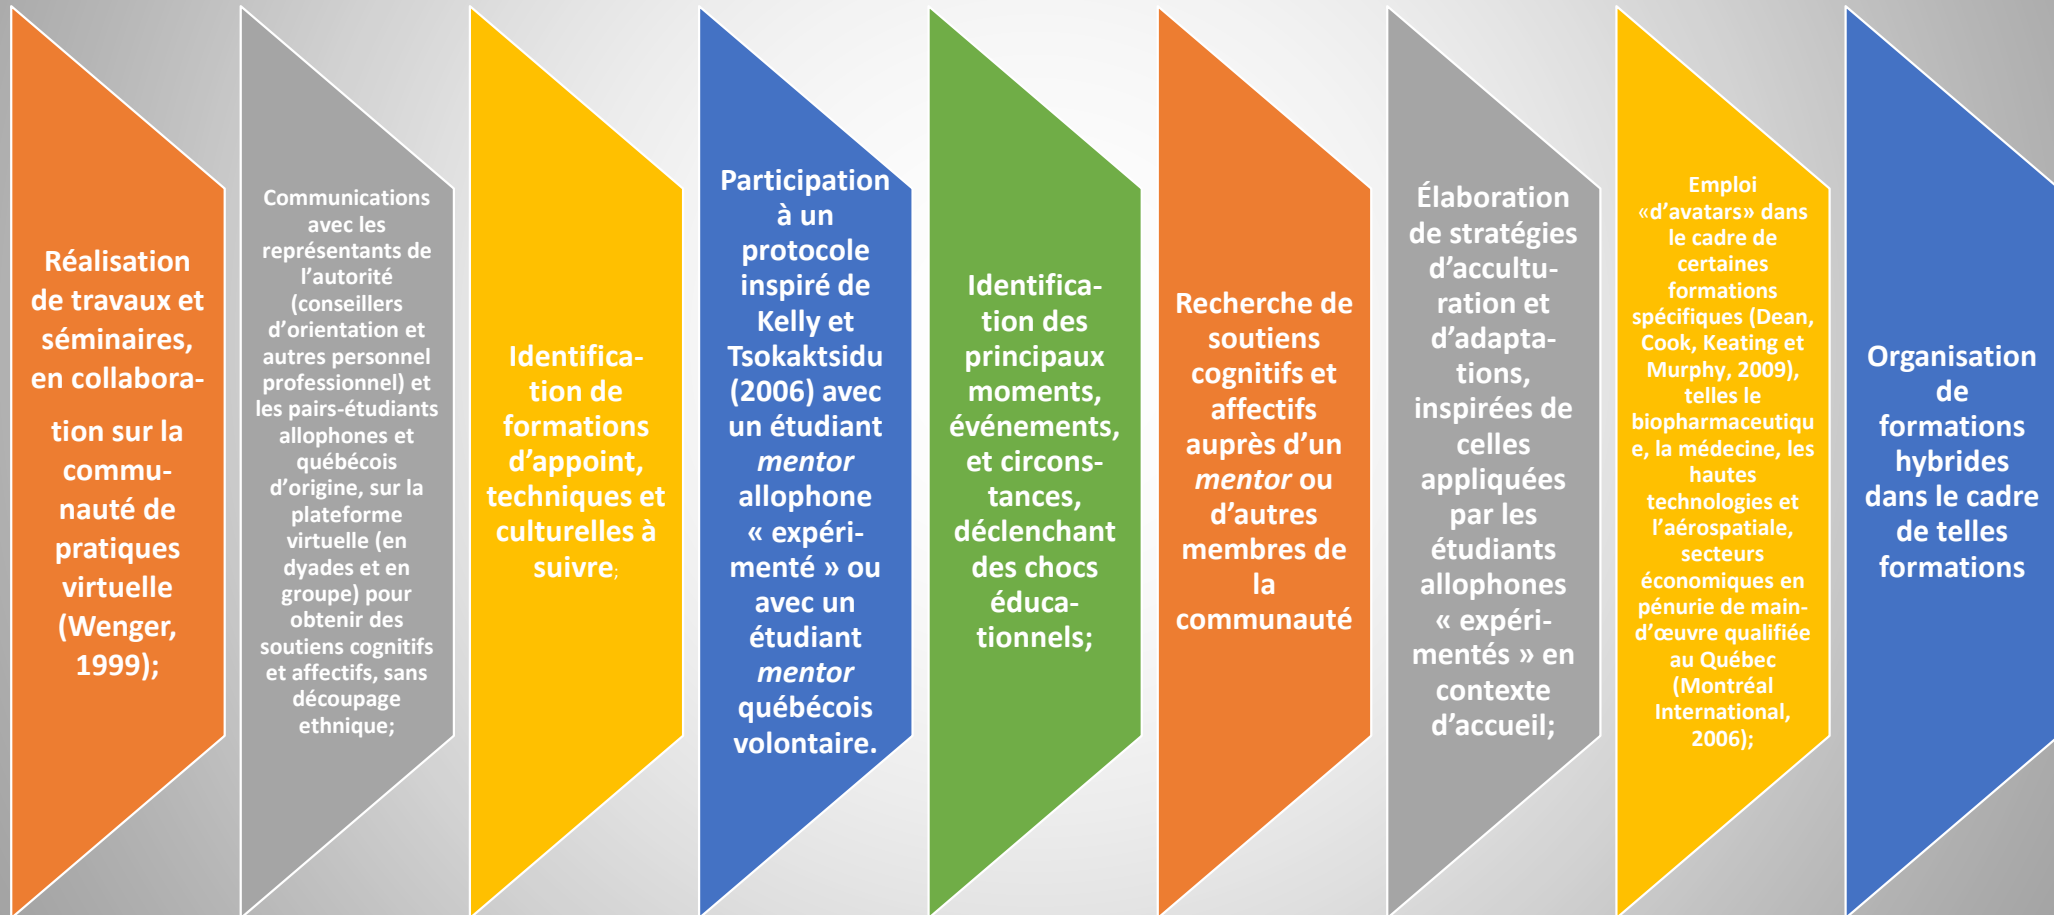 Réalisation
de travaux et
séminaires,
en collabora-
tion sur la
commu-
nauté de
pratiques
virtuelle
(Wenger,
1999);
Communications
avec les
représentants de
l’autorité
(conseillers
d’orientation et
autres personnel
professionnel) et
les pairs-étudiants
allophones et
québécois
d’origine, sur la
plateforme
virtuelle (en
dyades et en
groupe) pour
obtenir des
soutiens cognitifs
et affectifs, sans
découpage
ethnique;
Identifica-
tion de
formations
d’appoint,
techniques et
culturelles à
suivre;
Participation
à un
protocole
inspiré de
Kelly et
Tsokaktsidu
(2006) avec
un étudiant
mentor
allophone
« expéri-
menté » ou
avec un
étudiant
mentor
québécois
volontaire.
Identifica-
tion des
principaux
moments,
événements,
et circons-
tances,
déclenchant
des chocs
éduca-
tionnels;
Recherche de
soutiens
cognitifs et
affectifs
auprès d’un
mentor ou
d’autres
membres de
la
communauté
Élaboration
de stratégies
d’accultu-
ration et
d’adapta-
tions,
inspirées de
celles
appliquées
par les
étudiants
allophones
« expéri-
mentés » en
contexte
d’accueil;
Emploi
«d’avatars» dans
le cadre de
certaines
formations
spécifiques (Dean,
Cook, Keating et
Murphy, 2009),
telles le
biopharmaceutiqu
e, la médecine, les
hautes
technologies et
l’aérospatiale,
secteurs
économiques en
pénurie de main-
d’œuvre qualifiée
au Québec
(Montréal
International,
2006);
Organisation
de
formations
hybrides
dans le cadre
de telles
formations